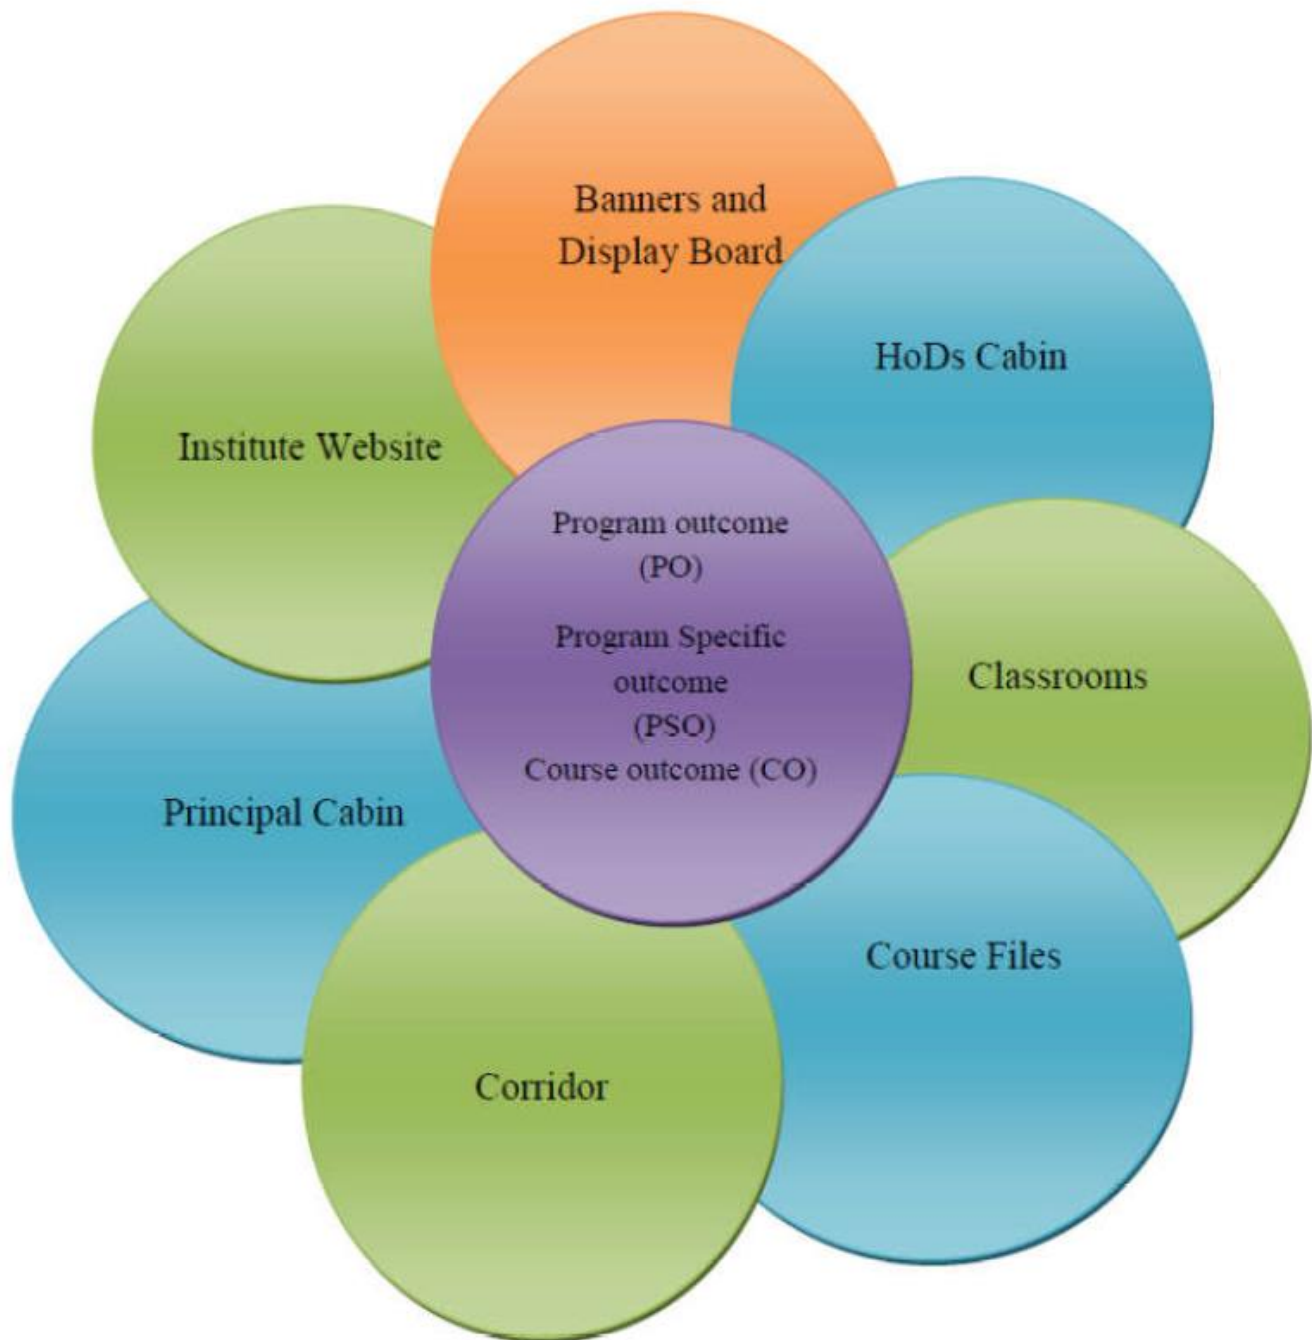 Banners and
Display Board
HoDs Cabin
Institute Website
Program outcome
(PO)
Program Specific
outcome
(PSO)
Course outcome (CO)
Classrooms
Principal Cabin
Course Files
Corridor